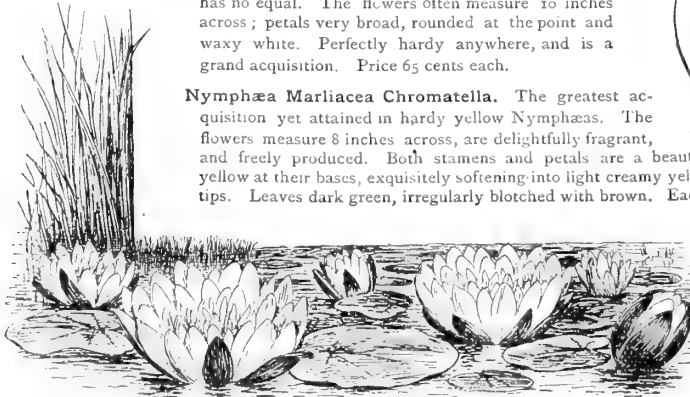 has no equal. The flowers often measure 10 inches
across ; petals very broad, rounded at the point and
waxy white. Perfectly hardy anywhere, and is a
grand acquisition. Price 65 cents each.
Nymphæa Marliacea Chromatella. The greatest ac-
quisition yet attained in hardy yellow Nymphæas. The
flowers measure 8 inches across, are delightfully fragrant,
and freely produced. Both stamens and petals are a
yellow at their bases, exquisitely softening into light creamy
tips. Leaves dark green, irregularly blotched with brown.